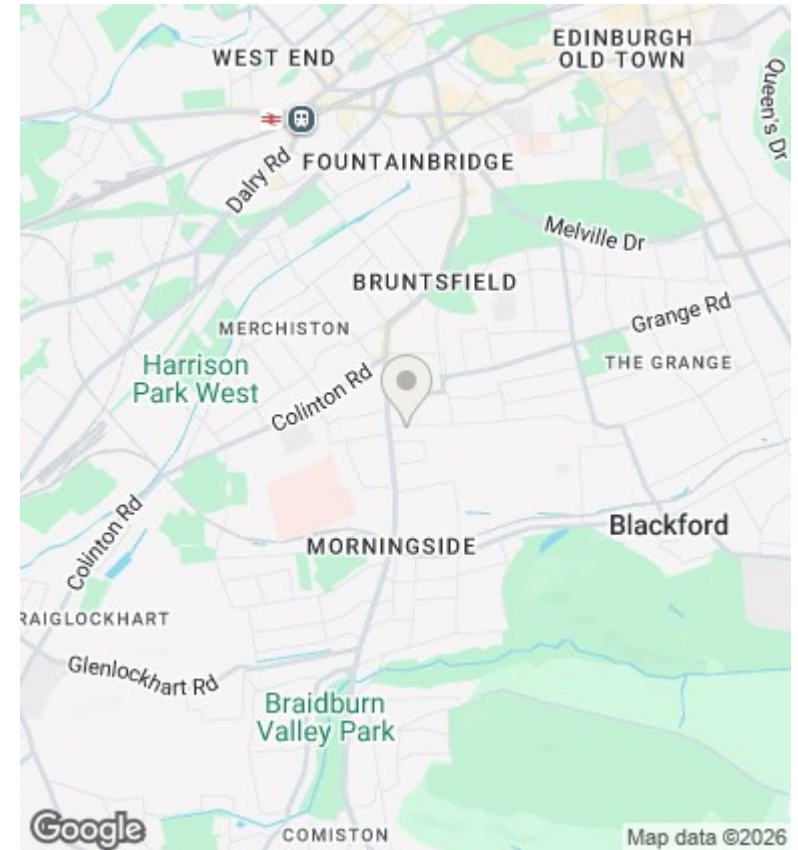 WEST END
EDINBURGH
OLD TOWN
Queen's Dr
Dalry Rd
FOUNTAINBRIDGE
Melville Dr
BRUNTSFIELD
Grange Rd
MERCHISTON
THE GRANGE
Harrison
Park West
Colinton Rd
Colinton Rd
Blackford
MORNINGSIDE
RAIGLOCKHART
Glenlockhart Rd
Braidburn
Valley Park
Google
COMISTON
Map data ©2026